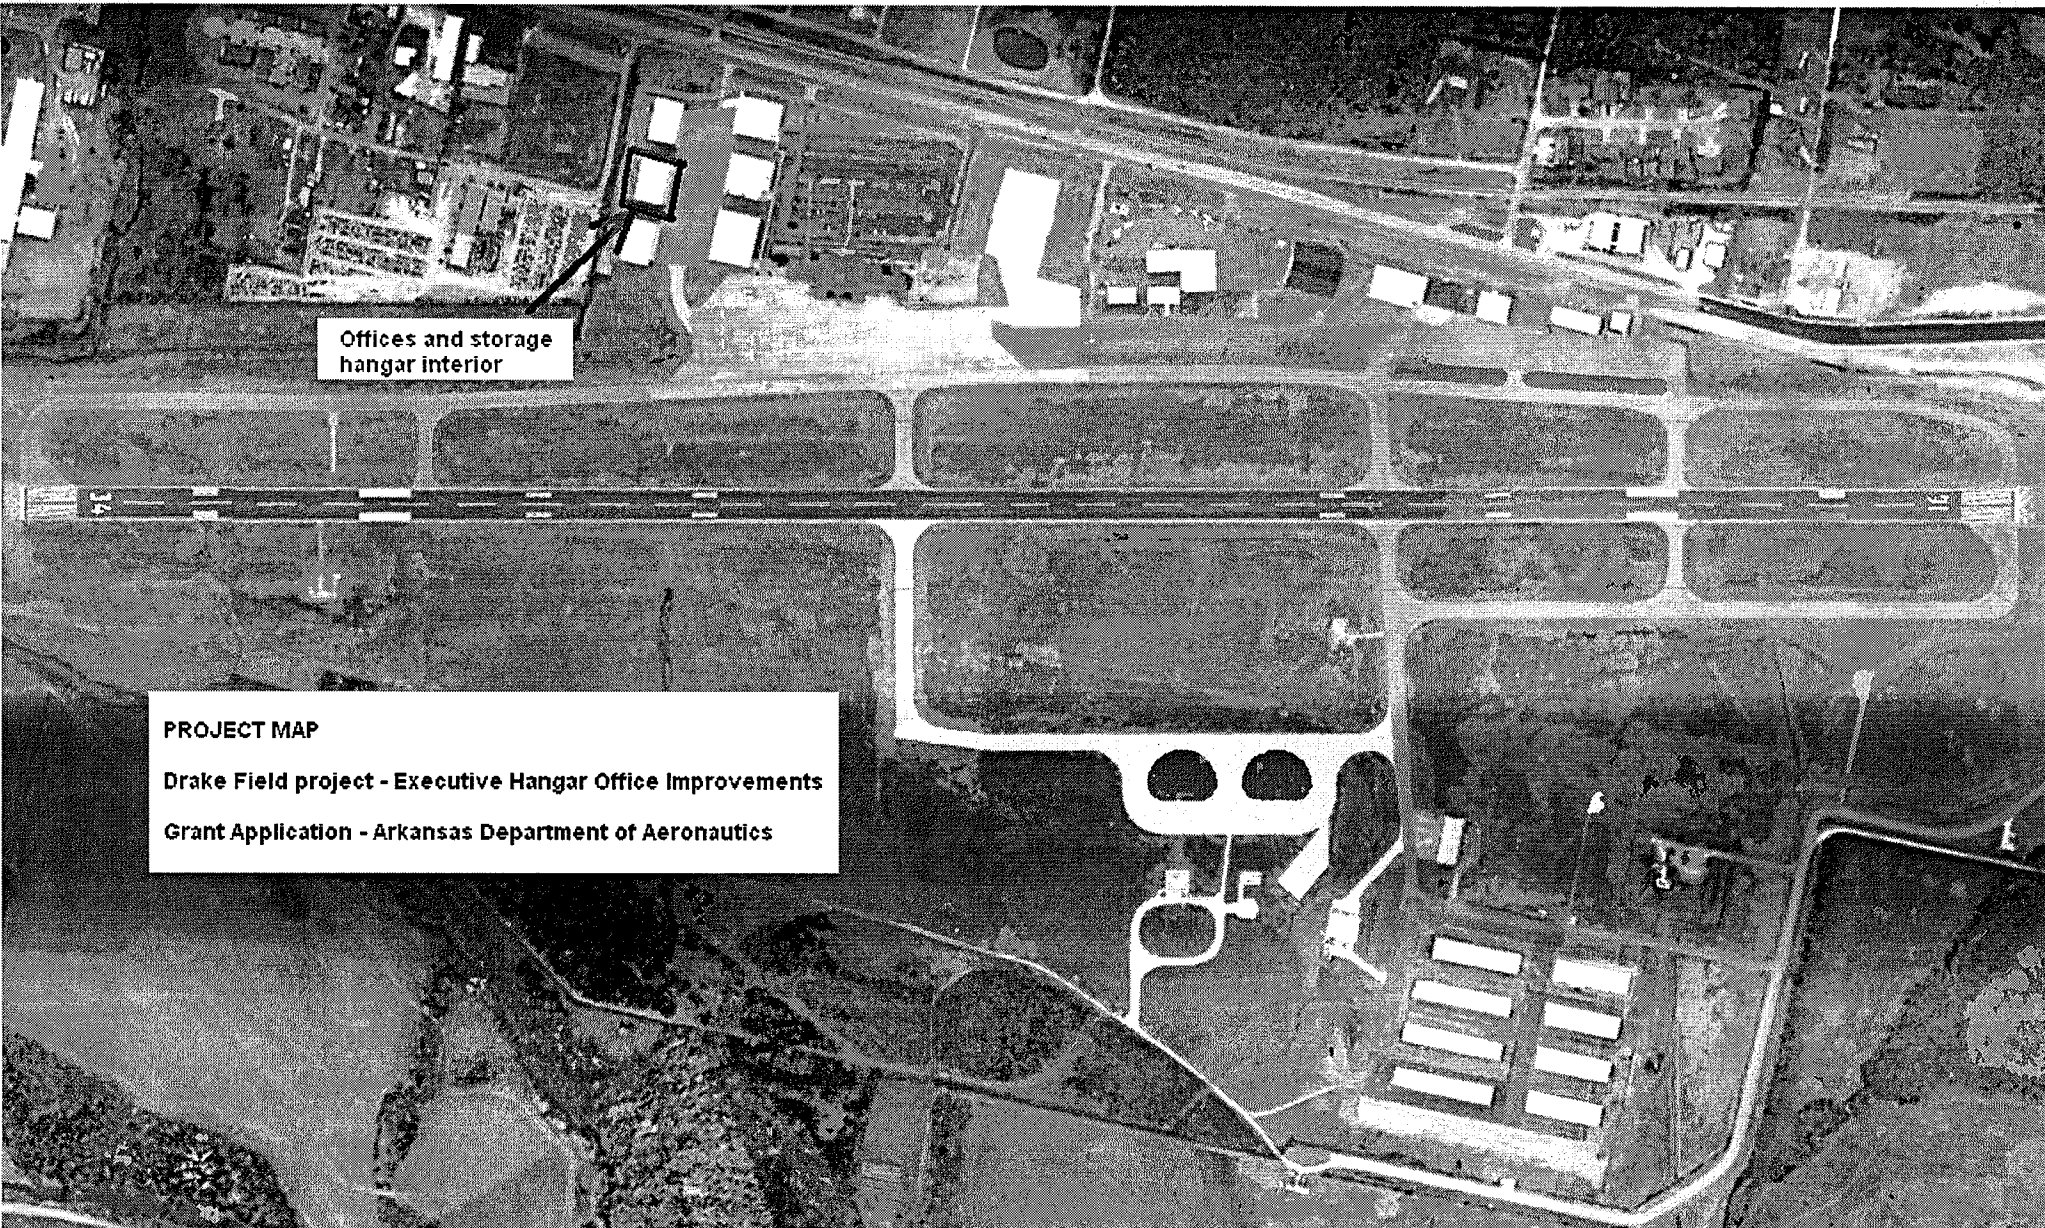 Offices and storage
hangar interior
34
16
PROJECT MAP
Drake Field project - Executive Hangar Office Improvements
Grant Application - Arkansas Department of Aeronautics